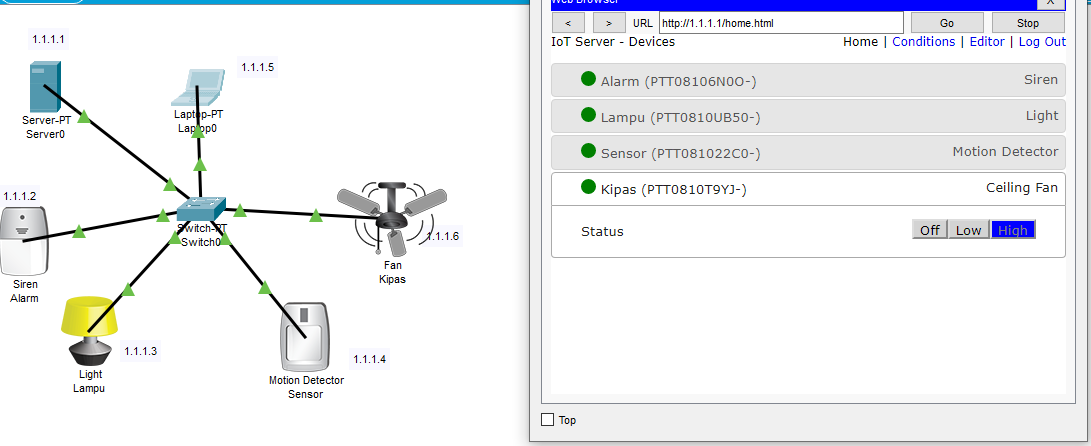 1.1.1.1
1.1.1.5
Server-PT
Server0
Laptop-PT
Laptop0
1.1.1.2
Switch-PT
Switch0
1.1.1.6
Fan
Kipas
Siren
Alarm
1.1.1.3
Light
Lampu
1.1.1.4
Motion Detector
Sensor
Web Browser
X
< > URL http://1.1.1.1/home.html Go Stop
IoT Server - Devices Home | Conditions | Editor | Log Out
Alarm (PTT08106N0O-) Siren
Lampu (PTT0810UB50-) Light
Sensor (PTT081022C0-) Motion Detector
Kipas (PTT0810T9YJ-) Ceiling Fan
Status Off Low High
Top